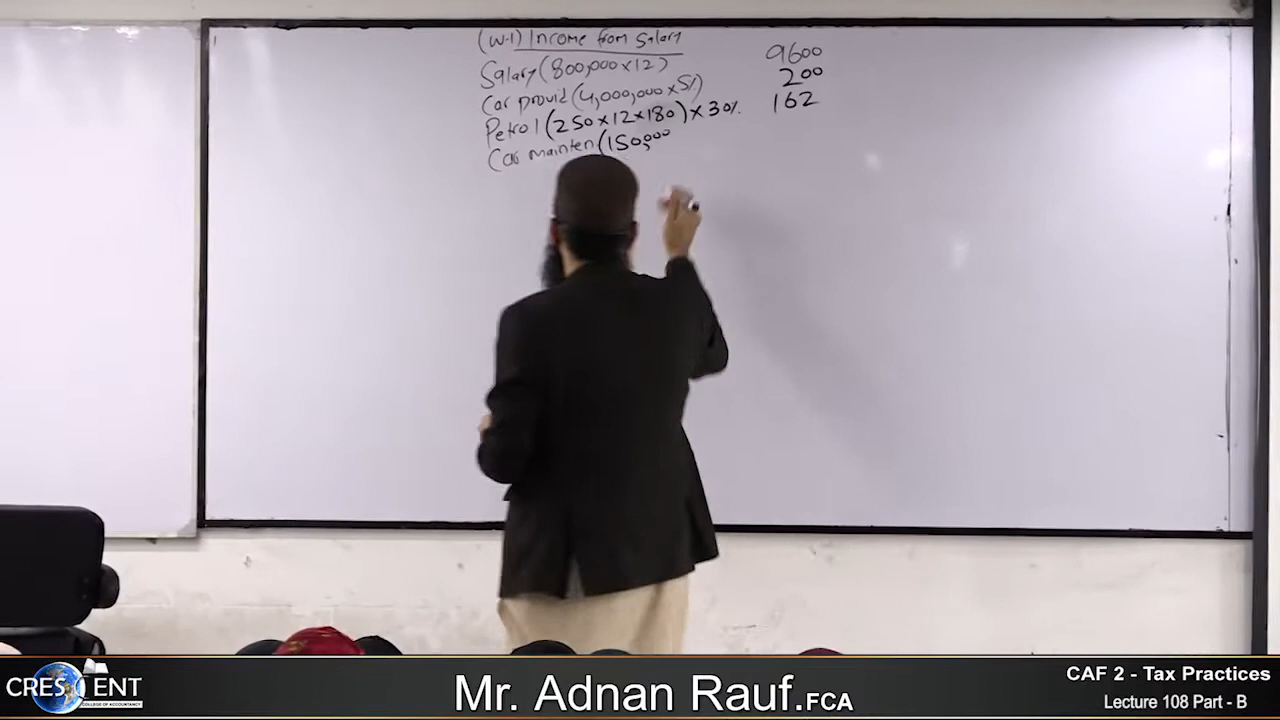 (W-1) Income from Salary
Salary (800,000 x 12) 9600
Car provid (4,000,000 x 5%) 200
Petrol (250 x 12 x 180) x 30% 162
Car mainten (150,000
CRESCENT
COLLEGE OF ACCOUNTANCY
Mr. Adnan Rauf.FCA
CAF 2 - Tax Practices
Lecture 108 Part - B